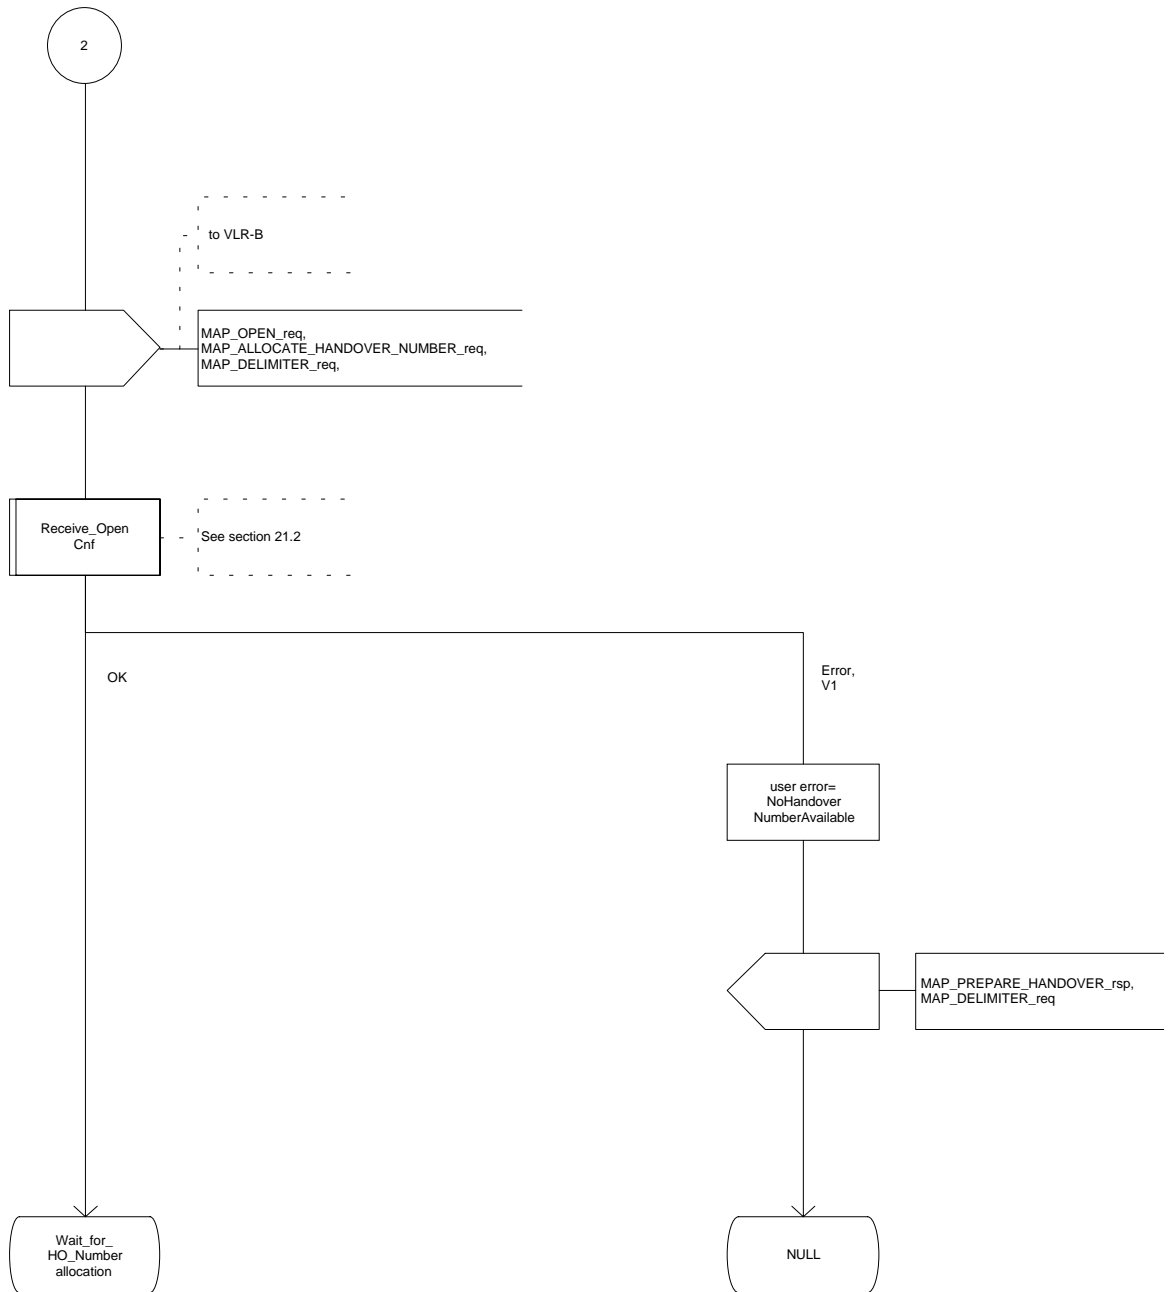 2
to VLR-B
MAP_OPEN_req,
MAP_ALLOCATE_HANDOVER_NUMBER_req,
MAP_DELIMITER_req,
Receive_Open
Cnf
See section 21.2
OK
Error,
V1
user error=
NoHandover
NumberAvailable
MAP_PREPARE_HANDOVER_rsp,
MAP_DELIMITER_req
Wait_for_
HO_Number
allocation
NULL